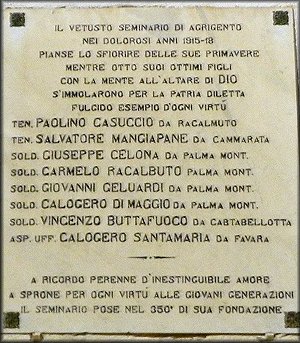 IL VETUSTO SEMINARIO DI AGRIGENTO
NEI DOLOROSI ANNI 1915-18
PIANSE LO SFIORIRE DELLE SUE PRIMAVERE
MENTRE OTTO SUOI OTTIMI FIGLI
CON LA MENTE ALL'ALTARE DI DIO
S'IMMOLARONO PER LA PATRIA DILETTA
FULGIDO ESEMPIO D'OGNI VIRTÚ
TEN. PAOLINO CASUCCIO DA RACALMUTO
TEN. SALVATORE MANGIAPANE DA CAMMARATA
SOLD. GIUSEPPE CELONA DA PALMA MONT.
SOLD. CARMELO RACALBUTO DA PALMA MONT.
SOLD. GIOVANNI GELUARDI DA PALMA MONT.
SOLD. CALOGERO DI MAGGIO DA PALMA MONT.
SOLD. VINCENZO BUTTAFUOCO DA CABTABELLOTTA
ASP. UFF. CALOGERO SANTAMARIA DA FAVARA
A RICORDO PERENNE D'INESTINGUIBILE AMORE
A SPRONE PER OGNI VIRTÚ ALLE GIOVANI GENERAZIONI
IL SEMINARIO POSE NEL 350° DI SUA FONDAZIONE